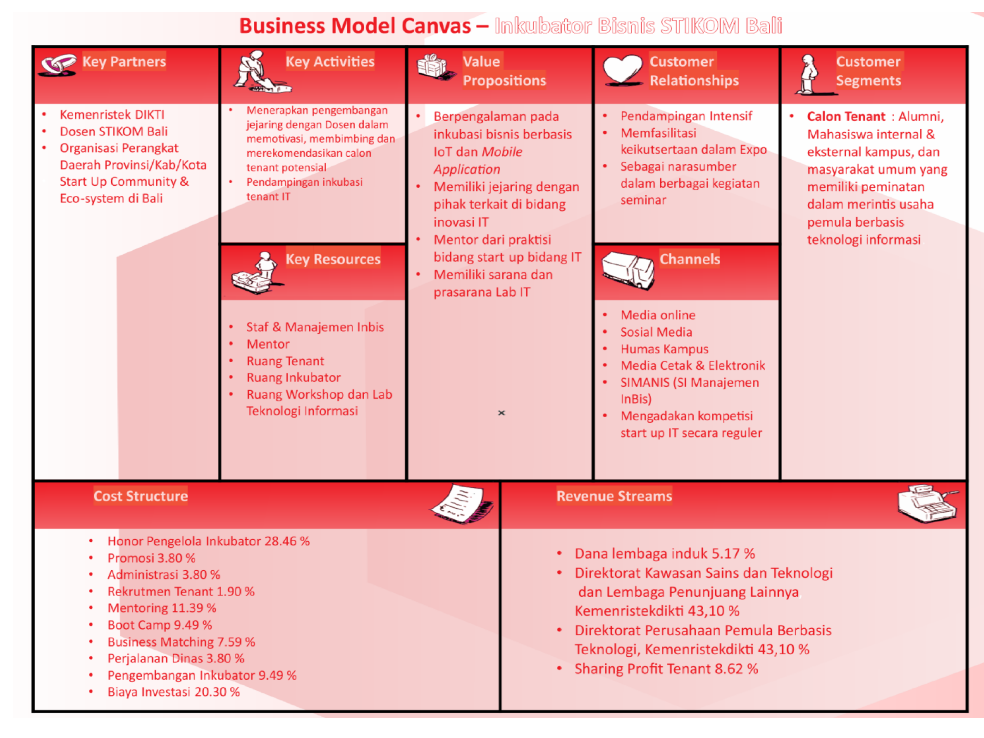 Business Model Canvas – Inkubator Bisnis STIKOM Bali
Key Partners
• Kemenristek DIKTI
• Dosen STIKOM Bali
• Organisasi Perangkat
Daerah Provinsi/Kab/Kota
Start Up Community &
Eco-system di Bali
Key Activities
• Menerapkan pengembangan
jejaring dengan Dosen dalam
memotivasi, membimbing dan
merekomendasikan calon
tenant potensial
• Pendampingan inkubasi
tenant IT
Key Resources
• Staf & Manajemen Inbis
• Mentor
• Ruang Tenant
• Ruang Inkubator
• Ruang Workshop dan Lab
Teknologi Informasi
Value
Propositions
• Berpengalaman pada
inkubasi bisnis berbasis
IoT dan Mobile
Application
• Memiliki jejaring dengan
pihak terkait di bidang
inovasi IT
• Mentor dari praktisi
bidang start up bidang IT
• Memiliki sarana dan
prasarana Lab IT
×
Customer
Relationships
• Pendampingan Intensif
• Memfasilitasi
keikutsertaan dalam Expo
• Sebagai narasumber
dalam berbagai kegiatan
seminar
Channels
• Media online
• Sosial Media
• Humas Kampus
• Media Cetak & Elektronik
• SIMANIS (SI Manajemen
InBis)
• Mengadakan kompetisi
start up IT secara reguler
Customer
Segments
• Calon Tenant : Alumni,
Mahasiswa internal &
eksternal kampus, dan
masyarakat umum yang
memiliki peminatan
dalam merintis usaha
pemula berbasis
teknologi informasi
Cost Structure
• Honor Pengelola Inkubator 28.46 %
• Promosi 3.80 %
• Administrasi 3.80 %
• Rekrutmen Tenant 1.90 %
• Mentoring 11.39 %
• Boot Camp 9.49 %
• Business Matching 7.59 %
• Perjalanan Dinas 3.80 %
• Pengembangan Inkubator 9.49 %
• Biaya Investasi 20.30 %
Revenue Streams
• Dana lembaga induk 5.17 %
• Direktorat Kawasan Sains dan Teknologi
dan Lembaga Penunjuang Lainnya
Kemenristekdikti 43,10 %
• Direktorat Perusahaan Pemula Berbasis
Teknologi, Kemenristekdikti 43,10 %
• Sharing Profit Tenant 8.62 %